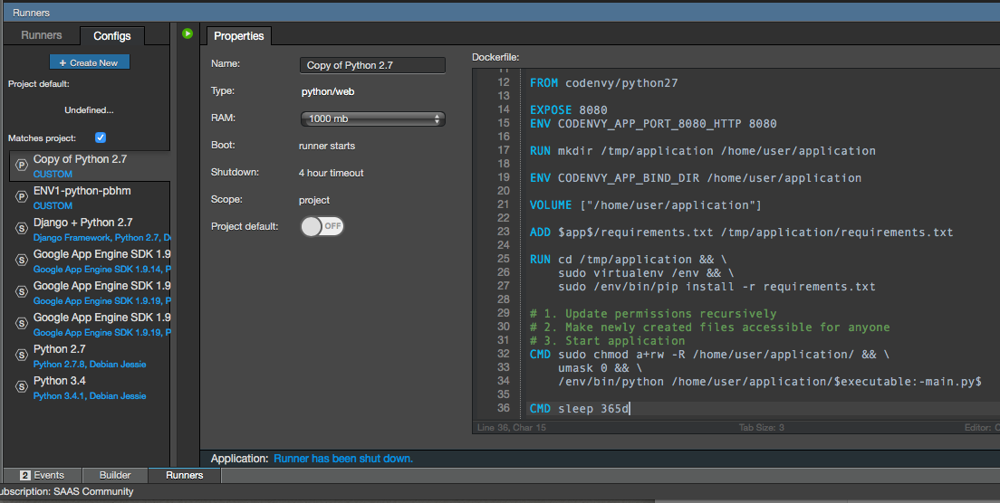 Runners
Runners
Configs
+ Create New
Project default:
Undefined...
Matches project:
P
Copy of Python 2.7
CUSTOM
P
ENV1-python-pbhm
CUSTOM
S
Django + Python 2.7
Django Framework, Python 2.7, D
S
Google App Engine SDK 1.9
Google App Engine SDK 1.9.14, P
S
Google App Engine SDK 1.9
Google App Engine SDK 1.9.19, P
S
Google App Engine SDK 1.9
Google App Engine SDK 1.9.19, P
S
Python 2.7
Python 2.7.8, Debian Jessie
S
Python 3.4
Python 3.4.1, Debian Jessie
Properties
Name:
Copy of Python 2.7
Type:
python/web
RAM:
1000 mb
Boot:
runner starts
Shutdown:
4 hour timeout
Scope:
project
Project default:
OFF
Dockerfile:
11
12 FROM codenvy/python27
13
14 EXPOSE 8080
15 ENV CODENVY_APP_PORT_8080_HTTP 8080
16
17 RUN mkdir /tmp/application /home/user/application
18
19 ENV CODENVY_APP_BIND_DIR /home/user/application
20
21 VOLUME ["/home/user/application"]
22
23 ADD $app$/requirements.txt /tmp/application/requirements.txt
24
25 RUN cd /tmp/application && \
26 sudo virtualenv /env && \
27 sudo /env/bin/pip install -r requirements.txt
28
29 # 1. Update permissions recursively
30 # 2. Make newly created files accessible for anyone
31 # 3. Start application
32 CMD sudo chmod a+rw -R /home/user/application/ && \
33 umask 0 && \
34 /env/bin/python /home/user/application/$executable:-main.py$
35
36 CMD sleep 365d
Line 36, Char 15
Tab Size: 3
Editor:
Application: Runner has been shut down.
2 Events
Builder
Runners
ubscription: SAAS Community